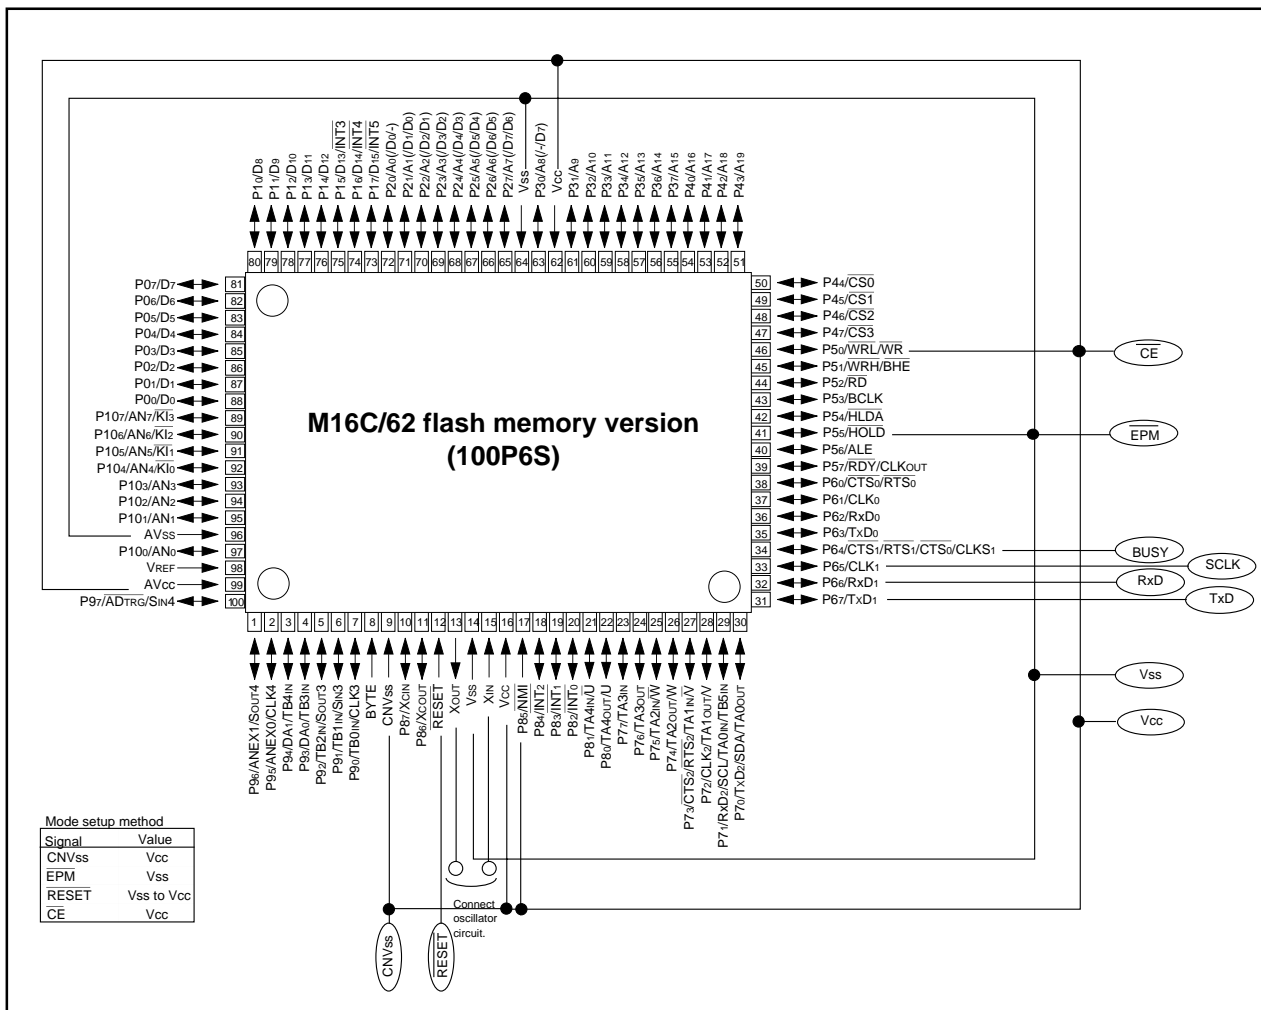 P10/D8
P11/D9
P12/D10
P13/D11
P14/D12
P15/D13/INT3
P16/D14/INT4
P17/D15/INT5
P20/A0(/D0/-)
P21/A1(/D1/D0)
P22/A2(/D2/D1)
P23/A3(/D3/D2)
P24/A4(/D4/D3)
P25/A5(/D5/D4)
P26/A6(/D6/D5)
P27/A7(/D7/D6)
Vss
P30/A8(/-/D7)
Vcc
P31/A9
P32/A10
P33/A11
P34/A12
P35/A13
P36/A14
P37/A15
P40/A16
P41/A17
P42/A18
P43/A19
80 79 78 77 76 75 74 73 72 71 70 69 68 67 66 65 64 63 62 61 60 59 58 57 56 55 54 53 52 51
P07/D7 81
P06/D6 82
P05/D5 83
P04/D4 84
P03/D3 85
P02/D2 86
P01/D1 87
P00/D0 88
P107/AN7/KI3 89
P106/AN6/KI2 90
P105/AN5/KI1 91
P104/AN4/KI0 92
P103/AN3 93
P102/AN2 94
P101/AN1 95
AVSS 96
P100/AN0 97
VREF 98
AVcc 99
P97/ADTRG/SIN4 100
M16C/62 flash memory version
(100P6S)
50 P44/CS0
49 P45/CS1
48 P46/CS2
47 P47/CS3
46 P50/WRL/WR
45 P51/WRH/BHE
44 P52/RD
43 P53/BCLK
42 P54/HLDA
41 P55/HOLD
40 P56/ALE
39 P57/RDY/CLKOUT
38 P60/CTS0/RTS0
37 P61/CLK0
36 P62/RxD0
35 P63/TXD0
34 P64/CTS1/RTS1/CTS0/CLKS1
33 P65/CLK1
32 P66/RxD1
31 P67/TXD1
CE
EPM
BUSY
SCLK
RxD
TxD
Vss
Vcc
1 2 3 4 5 6 7 8 9 10 11 12 13 14 15 16 17 18 19 20 21 22 23 24 25 26 27 28 29 30
P96/ANEX1/SOUT4
P95/ANEX0/CLK4
P94/DA1/TB4IN
P93/DA0/TB3IN
P92/TB2IN/SOUT3
P91/TB1IN/SIN3
P90/TB0IN/CLK3
BYTE
CNVss
P87/XCIN
P86/XCOUT
RESET
XOUT
Vss
XIN
Vcc
P85/NMI
P84/INT2
P83/INT1
P82/INT0
P81/TA4IN/U
P80/TA4OUT/U
P77/TA3IN
P76/TA3OUT
P75/TA2IN/W
P74/TA2OUT/W
P73/CTS2/RTS2/TA1IN/V
P72/CLK2/TA1OUT/V
P71/RxD2/SCL/TA0IN/TB5IN
P70/TXD2/SDA/TA0OUT
Connect
oscillator
circuit.
CNVss
RESET
Mode setup method
Signal Value
CNVss Vcc
EPM Vss
RESET Vss to Vcc
CE Vcc